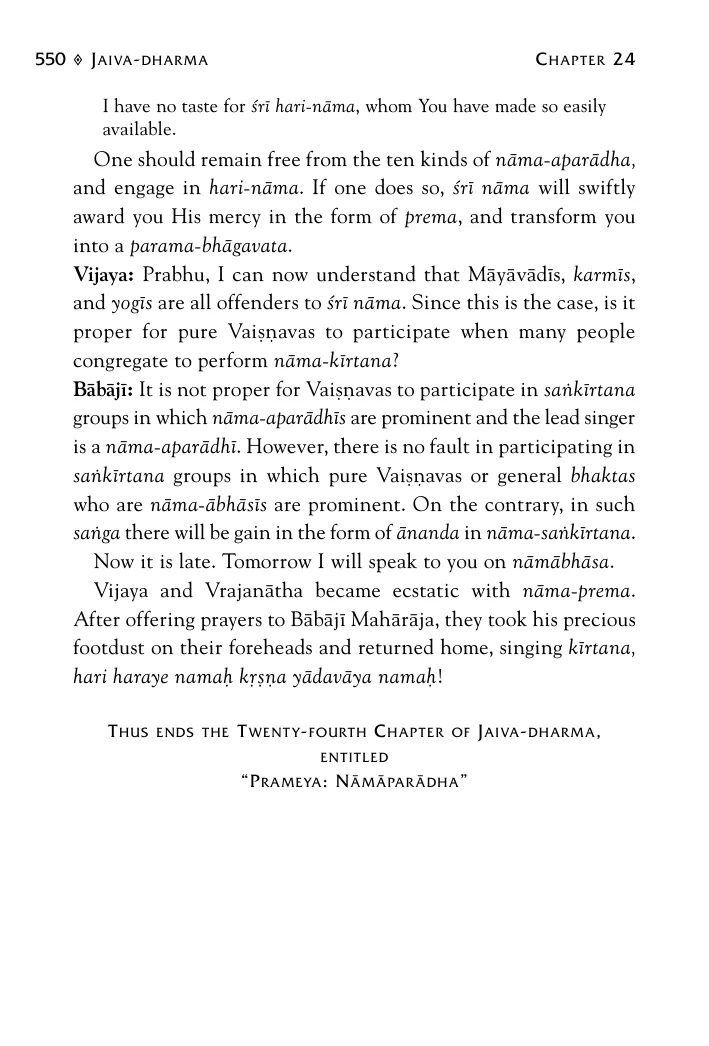 550 ◊ Jaiva-dharma Chapter 24
I have no taste for śrī hari-nāma, whom You have made so easily
available.
One should remain free from the ten kinds of nāma-aparādha,
and engage in hari-nāma. If one does so, śrī nāma will swiftly
award you His mercy in the form of prema, and transform you
into a parama-bhāgavata.
Vijaya: Prabhu, I can now understand that Māyāvādīs, karmīs,
and yogīs are all offenders to śrī nāma. Since this is the case, is it
proper for pure Vaiṣṇavas to participate when many people
congregate to perform nāma-kīrtana?
Bābājī: It is not proper for Vaiṣṇavas to participate in saṅkīrtana
groups in which nāma-aparādhīs are prominent and the lead singer
is a nāma-aparādhī. However, there is no fault in participating in
saṅkīrtana groups in which pure Vaiṣṇavas or general bhaktas
who are nāma-ābhāsīs are prominent. On the contrary, in such
saṅga there will be gain in the form of ānanda in nāma-saṅkīrtana.
Now it is late. Tomorrow I will speak to you on nāmābhāsa.
Vijaya and Vrajanātha became ecstatic with nāma-prema.
After offering prayers to Bābājī Mahārāja, they took his precious
footdust on their foreheads and returned home, singing kīrtana,
hari haraye namaḥ kṛṣṇa yādavāya namaḥ!
Thus ends the Twenty-fourth Chapter of Jaiva-dharma,
entitled
“Prameya: Nāmāparādha”